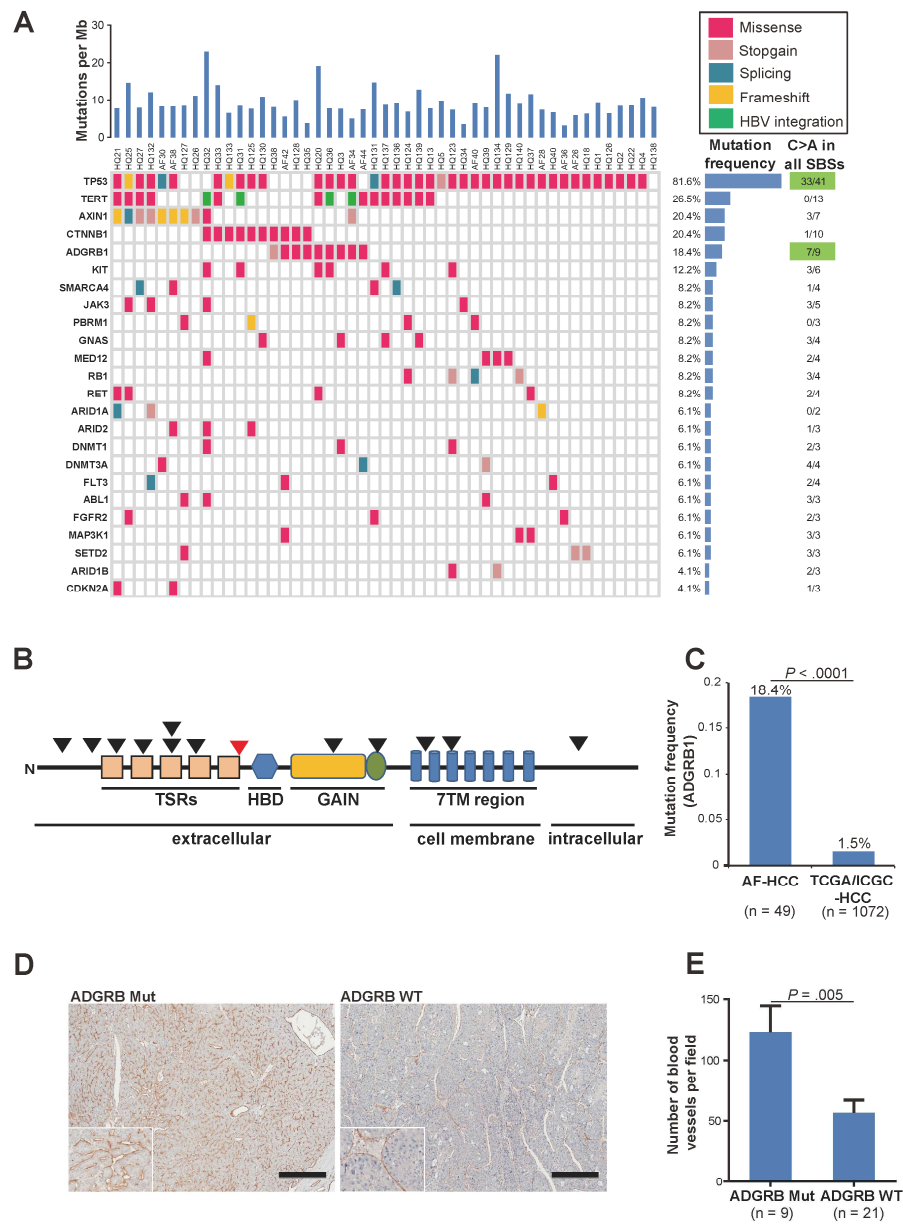 A
Mutations per Mb
30
20
10
0
Missense
Stopgain
Splicing
Frameshift
HBV integration
HQ21 HQ25 HQ27 HQ132 AF30 AF38 HQ127 HQ26 HQ32 HQ33 HQ133 HQ31 HQ125 HQ130 HQ38 AF42 HQ128 HQ35 HQ20 HQ36 HQ3 AF34 AF44 HQ131 HQ137 HQ136 HQ124 HQ139 HQ13 HQ5 HQ123 HQ34 AF40 HQ39 HQ134 HQ129 HQ140 HQ37 AF28 HQ40 AF36 AF26 HQ18 HQ1 HQ126 HQ2 HQ22 HQ4 HQ138
Mutation frequency
C>A in all SBSs
TP53 81.6% 33/41
TERT 26.5% 0/13
AXIN1 20.4% 3/7
CTNNB1 20.4% 1/10
ADGRB1 18.4% 7/9
KIT 12.2% 3/6
SMARCA4 8.2% 1/4
JAK3 8.2% 3/5
PBRM1 8.2% 0/3
GNAS 8.2% 3/4
MED12 8.2% 2/4
RB1 8.2% 3/4
RET 8.2% 2/4
ARID1A 6.1% 0/2
ARID2 6.1% 1/3
DNMT1 6.1% 2/3
DNMT3A 6.1% 4/4
FLT3 6.1% 2/4
ABL1 6.1% 3/3
FGFR2 6.1% 2/3
MAP3K1 6.1% 3/3
SETD2 6.1% 3/3
ARID1B 4.1% 2/3
CDKN2A 4.1% 1/3
B
N
TSRs HBD GAIN 7TM region
extracellular cell membrane intracellular
C
Mutation frequency
(ADGRB1)
P < .0001
0.2
0.15
0.1
0.05
0
18.4%
1.5%
AF-HCC TCGA/ICGC
-HCC
(n = 49) (n = 1072)
D
ADGRB Mut ADGRB WT
E
Number of blood
vessels per field
P = .005
150
100
50
0
ADGRB Mut ADGRB WT
(n = 9) (n = 21)